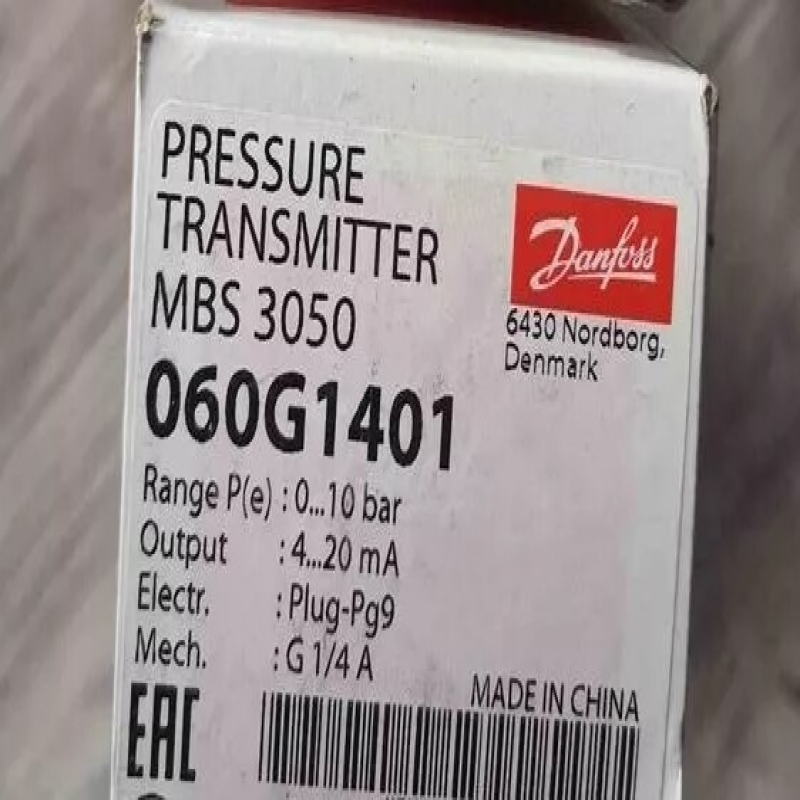 PRESSURE
TRANSMITTER
MBS 3050
060G1401
Danfoss
6430 Nordborg,
Denmark
Range P(e) : 0...10 bar
Output : 4...20 mA
Electr. : Plug-Pg9
Mech. : G 1/4 A
MADE IN CHINA
EAC